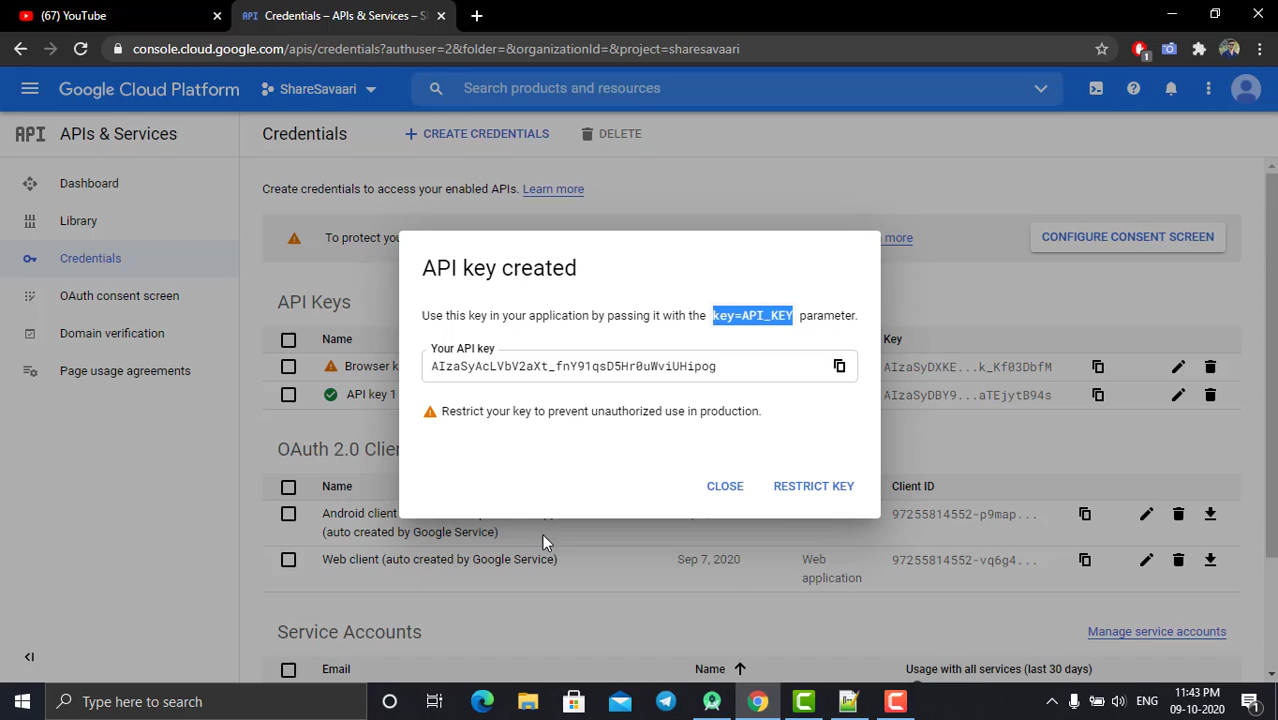 (67) YouTube
API Credentials – APIs & Services – S
console.cloud.google.com/apis/credentials?authuser=2&folder=&organizationId=&project=sharesavaari
1
Google Cloud Platform
ShareSavaari
Search products and resources
API APIs & Services
Credentials
CREATE CREDENTIALS
DELETE
Dashboard
Library
Credentials
OAuth consent screen
Domain verification
Page usage agreements
Create credentials to access your enabled APIs. Learn more
To protect you
more
CONFIGURE CONSENT SCREEN
API Keys
Name
Key
Browser k
AIzaSyDXKE...k_Kf03DbfM
API key 1
AIzaSyDBY9...aTEjytB94s
API key created
Use this key in your application by passing it with the key=API_KEY parameter.
Your API key
AIzaSyAcLVbV2aXt_fnY91qsD5Hr0uWviUHipog
Restrict your key to prevent unauthorized use in production.
CLOSE
RESTRICT KEY
OAuth 2.0 Clie
Name
Client ID
Android client
(auto created by Google Service)
97255814552-p9map...
Web client (auto created by Google Service)
Sep 7, 2020
Web
application
97255814552-vq6g4...
Service Accounts
Manage service accounts
Email
Name
Usage with all services (last 30 days)
Type here to search
ENG
11:43 PM
09-10-2020
1